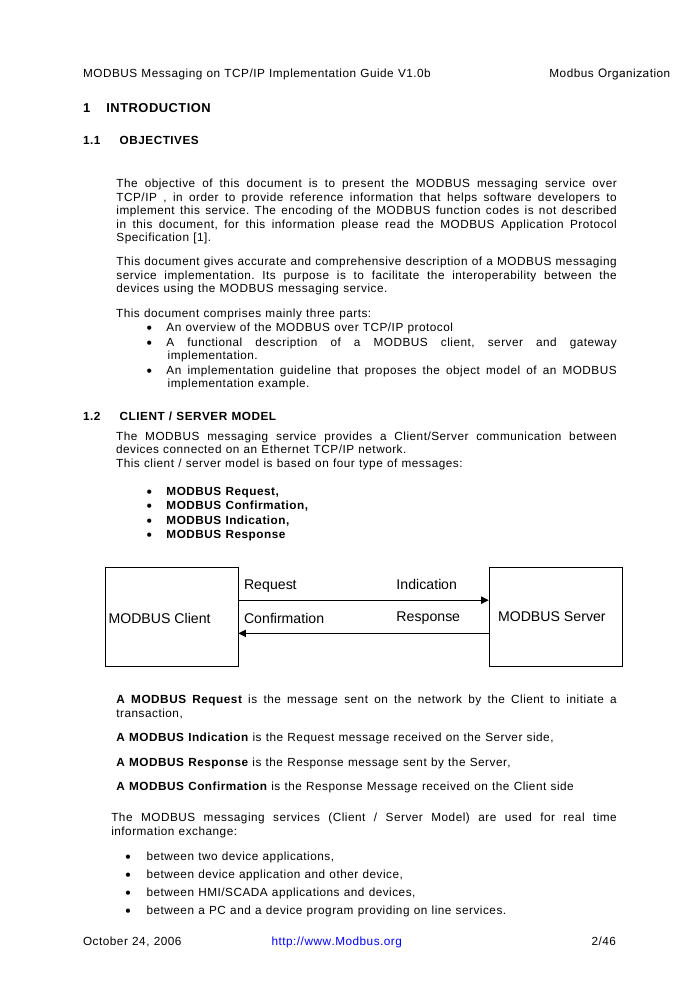 MODBUS Messaging on TCP/IP Implementation Guide V1.0b Modbus Organization
1 INTRODUCTION
1.1 OBJECTIVES
The objective of this document is to present the MODBUS messaging service over
TCP/IP , in order to provide reference information that helps software developers to
implement this service. The encoding of the MODBUS function codes is not described
in this document, for this information please read the MODBUS Application Protocol
Specification [1].
This document gives accurate and comprehensive description of a MODBUS messaging
service implementation. Its purpose is to facilitate the interoperability between the
devices using the MODBUS messaging service.
This document comprises mainly three parts:
• An overview of the MODBUS over TCP/IP protocol
• A functional description of a MODBUS client, server and gateway
implementation.
• An implementation guideline that proposes the object model of an MODBUS
implementation example.
1.2 CLIENT / SERVER MODEL
The MODBUS messaging service provides a Client/Server communication between
devices connected on an Ethernet TCP/IP network.
This client / server model is based on four type of messages:
• MODBUS Request,
• MODBUS Confirmation,
• MODBUS Indication,
• MODBUS Response
Request Indication
MODBUS Client Confirmation Response MODBUS Server
A MODBUS Request is the message sent on the network by the Client to initiate a
transaction,
A MODBUS Indication is the Request message received on the Server side,
A MODBUS Response is the Response message sent by the Server,
A MODBUS Confirmation is the Response Message received on the Client side
The MODBUS messaging services (Client / Server Model) are used for real time
information exchange:
• between two device applications,
• between device application and other device,
• between HMI/SCADA applications and devices,
• between a PC and a device program providing on line services.
October 24, 2006 http://www.Modbus.org 2/46